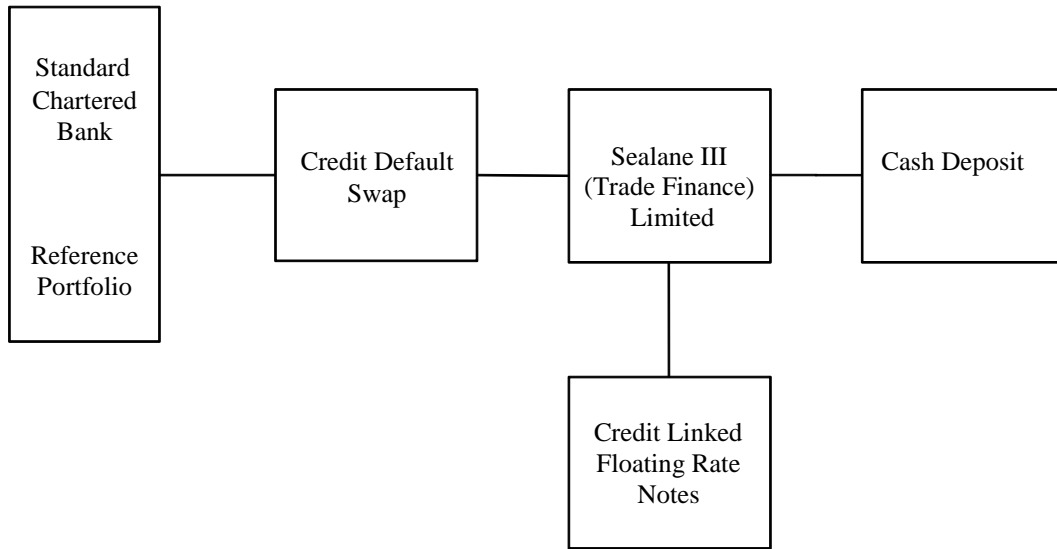 Standard
Chartered
Bank
Reference
Portfolio
Credit Default
Swap
Sealane III
(Trade Finance)
Limited
Cash Deposit
Credit Linked
Floating Rate
Notes